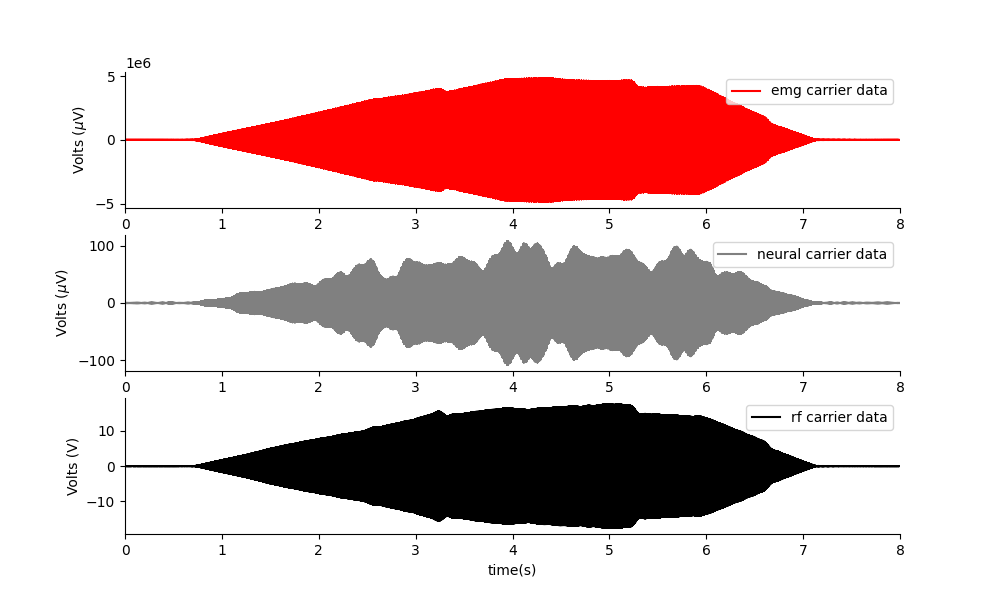 1e6
5
0
−5
Volts (μV)
emg carrier data
0 1 2 3 4 5 6 7 8
100
0
−100
Volts (μV)
neural carrier data
0 1 2 3 4 5 6 7 8
10
0
−10
Volts (V)
rf carrier data
0 1 2 3 4 5 6 7 8
time(s)